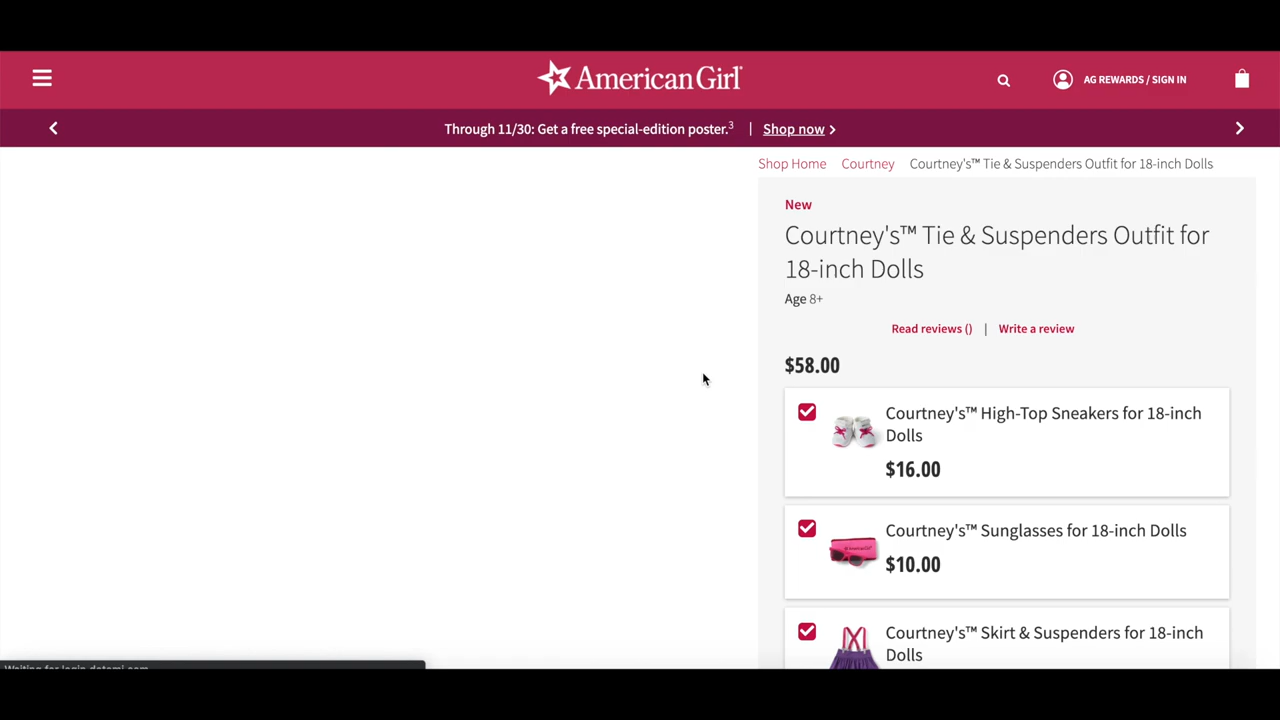 American Girl
AG REWARDS / SIGN IN
Through 11/30: Get a free special-edition poster.3 | Shop now
Shop Home Courtney Courtney's™ Tie & Suspenders Outfit for 18-inch Dolls
New
Courtney's™ Tie & Suspenders Outfit for
18-inch Dolls
Age 8+
Read reviews () | Write a review
$58.00
Courtney's™ High-Top Sneakers for 18-inch
Dolls
$16.00
Courtney's™ Sunglasses for 18-inch Dolls
$10.00
Courtney's™ Skirt & Suspenders for 18-inch
Dolls